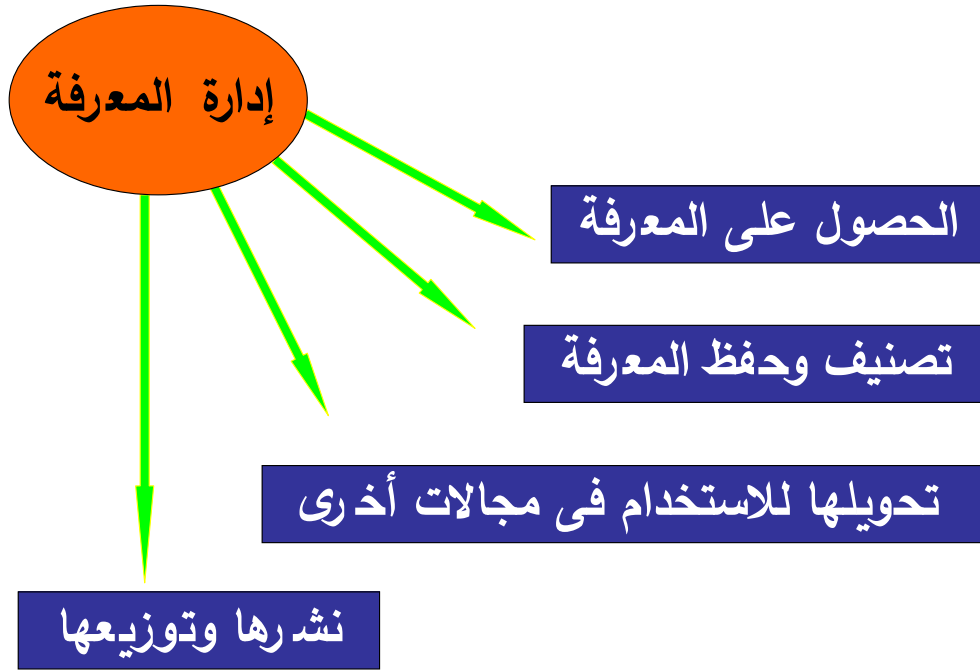 إدارة المعرفة
الحصول على المعرفة
تصنيف وحفظ المعرفة
تحويلها للاستخدام فى مجالات أخرى
نشرها وتوزيعها